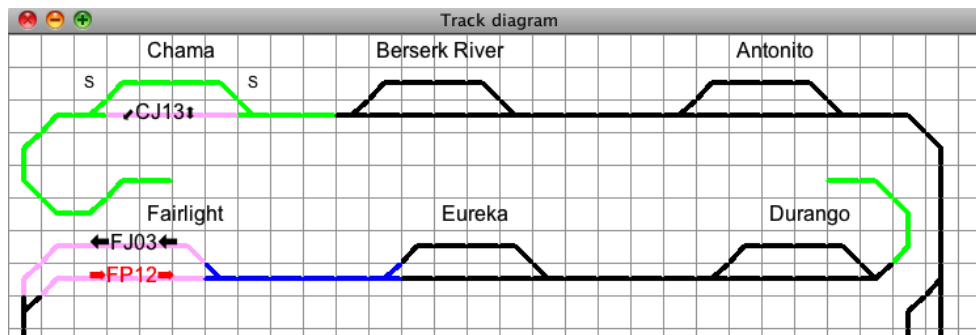 Track diagram
Chama
Berserk River
Antonito
S
S
CJ13
Fairlight
Eureka
Durango
FJ03
FP12